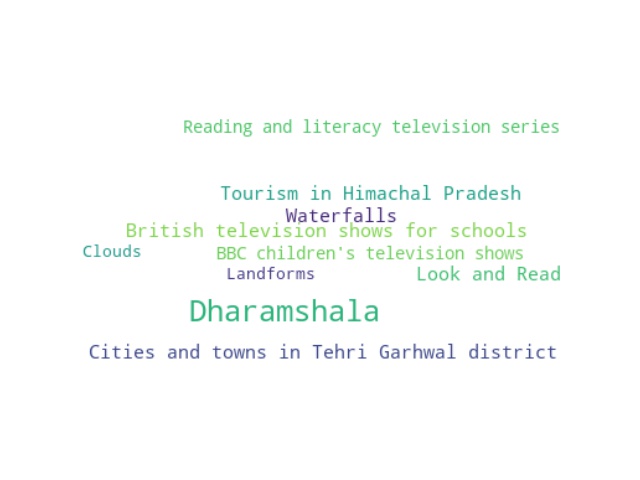 Reading and literacy television series
Tourism in Himachal Pradesh
Waterfalls
British television shows for schools
Clouds
BBC children's television shows
Landforms
Look and Read
Dharamshala
Cities and towns in Tehri Garhwal district